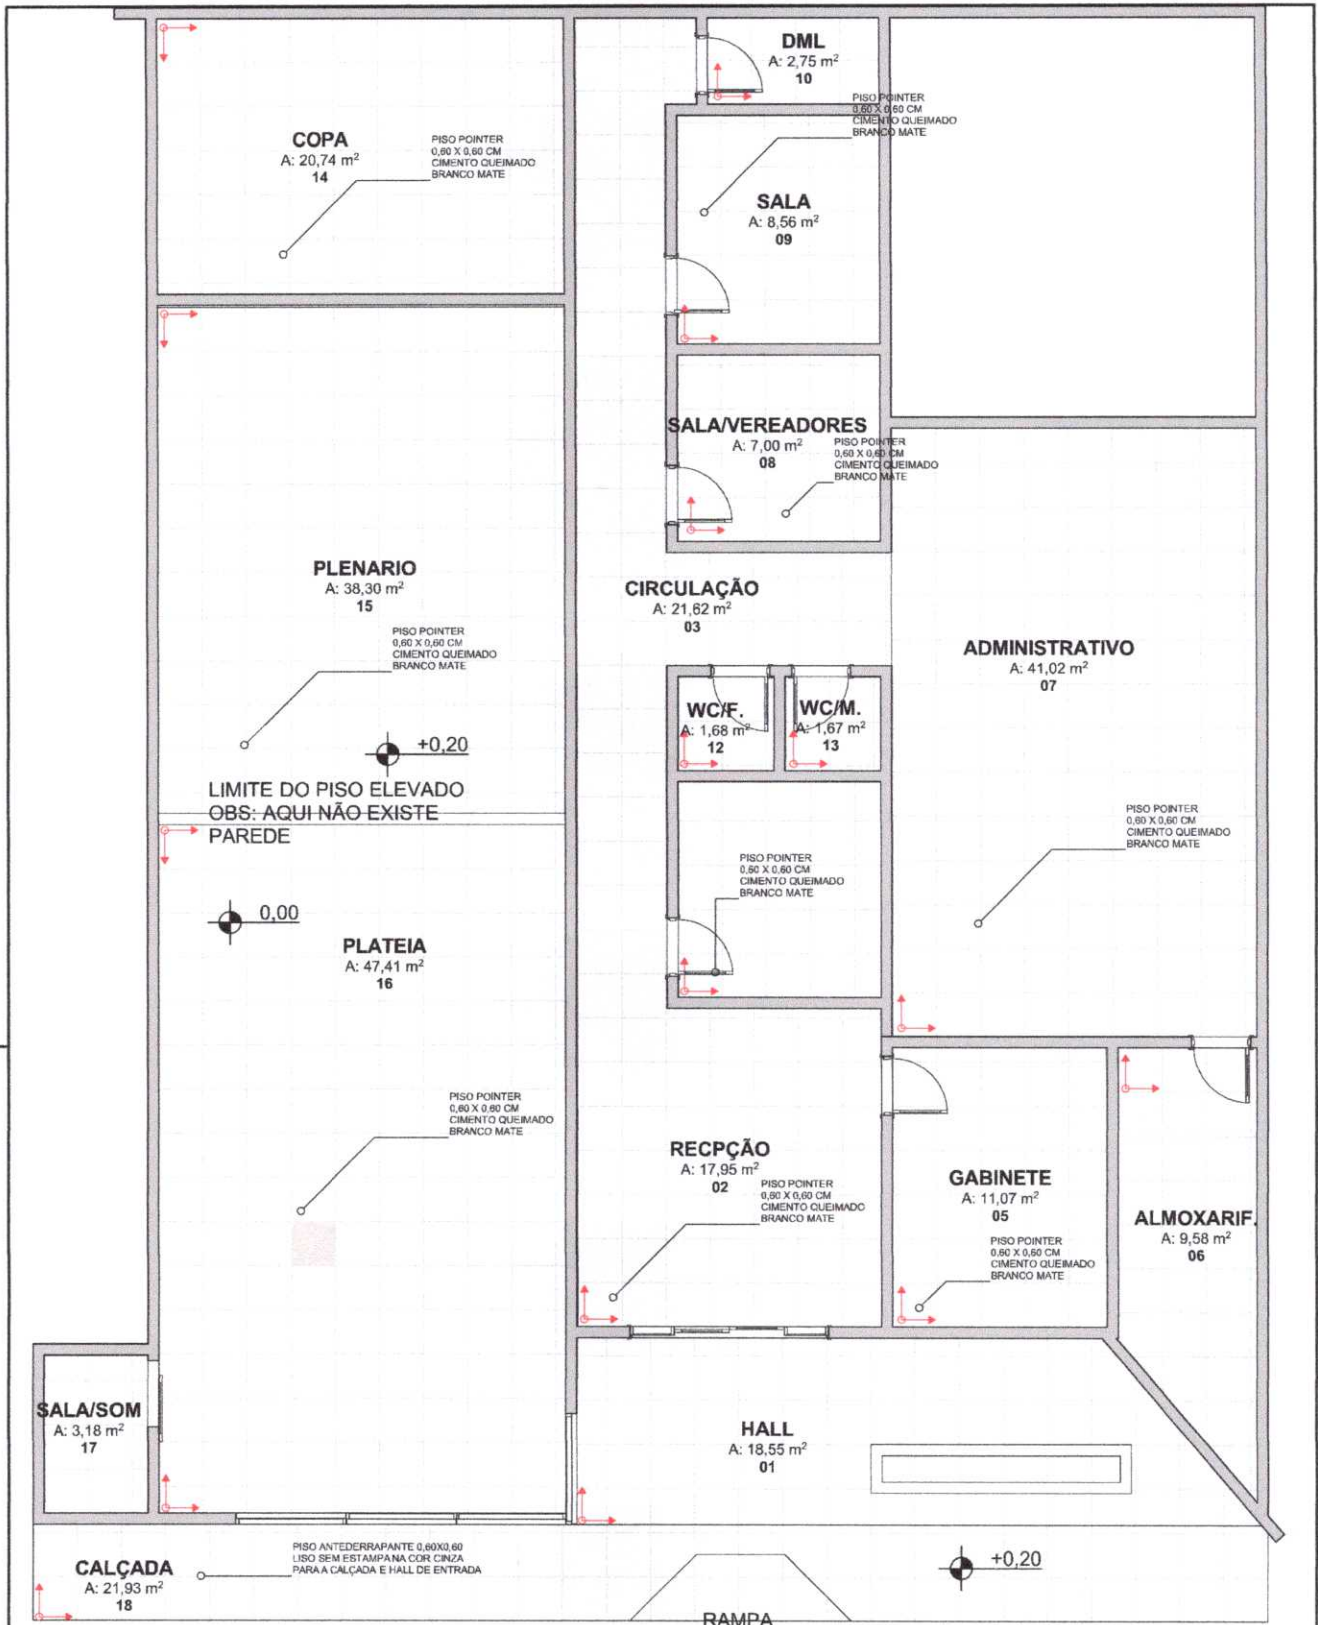 DML
A: 2,75 m²
10
PISO POINTER
0,60 X 0,60 CM
CIMENTO QUEIMADO
BRANCO MATE
COPA
A: 20,74 m²
14
PISO POINTER
0,60 X 0,60 CM
CIMENTO QUEIMADO
BRANCO MATE
SALA
A: 8,56 m²
09
SALA/VEREADORES
A: 7,00 m²
08
PISO POINTER
0,60 X 0,60 CM
CIMENTO QUEIMADO
BRANCO MATE
PLENARIO
A: 38,30 m²
15
PISO POINTER
0,60 X 0,60 CM
CIMENTO QUEIMADO
BRANCO MATE
CIRCULAÇÃO
A: 21,62 m²
03
ADMINISTRATIVO
A: 41,02 m²
07
WC/F.
A: 1,68 m²
12
WC/M.
A: 1,67 m²
13
+0,20
LIMITE DO PISO ELEVADO
OBS: AQUI NÃO EXISTE
PAREDE
PISO POINTER
0,60 X 0,60 CM
CIMENTO QUEIMADO
BRANCO MATE
PISO POINTER
0,60 X 0,60 CM
CIMENTO QUEIMADO
BRANCO MATE
0,00
PLATEIA
A: 47,41 m²
16
PISO POINTER
0,60 X 0,60 CM
CIMENTO QUEIMADO
BRANCO MATE
RECPÇÃO
A: 17,95 m²
02
PISO POINTER
0,60 X 0,60 CM
CIMENTO QUEIMADO
BRANCO MATE
GABINETE
A: 11,07 m²
05
PISO POINTER
0,60 X 0,60 CM
CIMENTO QUEIMADO
BRANCO MATE
ALMOXARIF.
A: 9,58 m²
06
SALA/SOM
A: 3,18 m²
17
HALL
A: 18,55 m²
01
CALÇADA
A: 21,93 m²
18
PISO ANTEDERRAPANTE 0,60X0,60
LISO SEM ESTAMPA NA COR CINZA
PARA A CALÇADA E HALL DE ENTRADA
+0,20
RAMPA